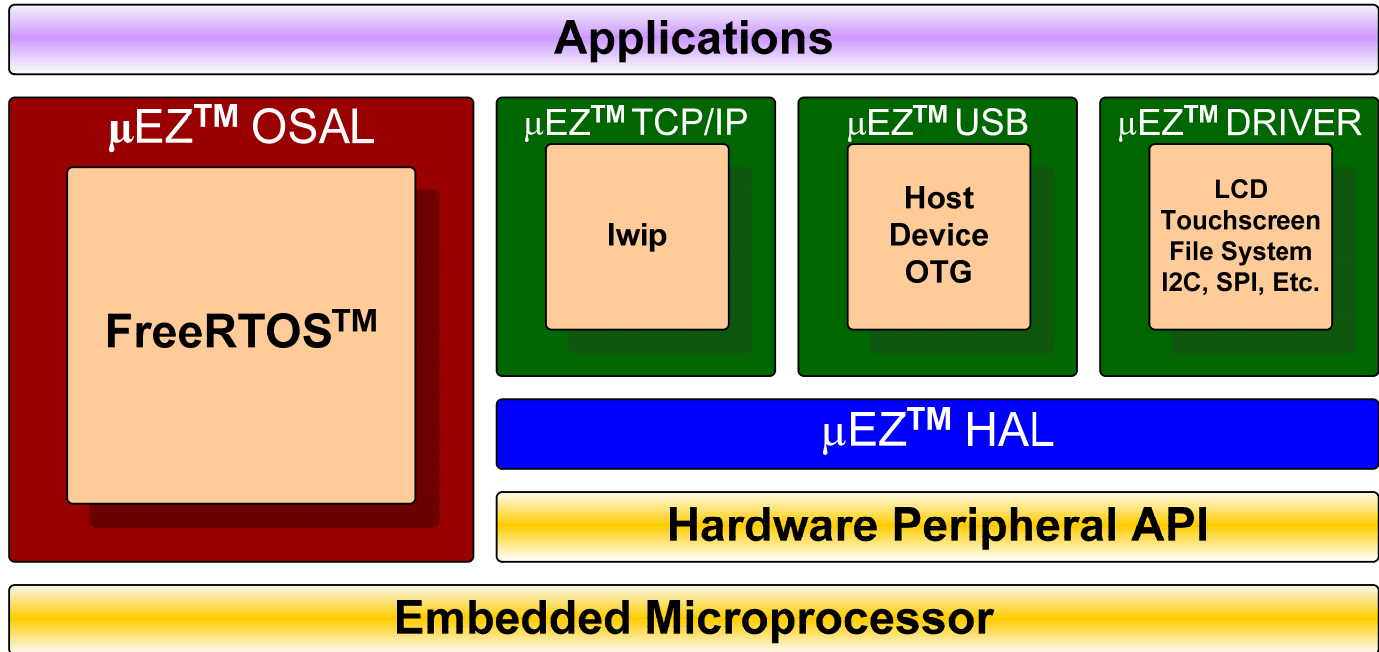 Applications
μEZ™ OSAL
FreeRTOS™
μEZ™ TCP/IP
lwip
μEZ™ USB
Host
Device
OTG
μEZ™ DRIVER
LCD
Touchscreen
File System
I2C, SPI, Etc.
μEZ™ HAL
Hardware Peripheral API
Embedded Microprocessor